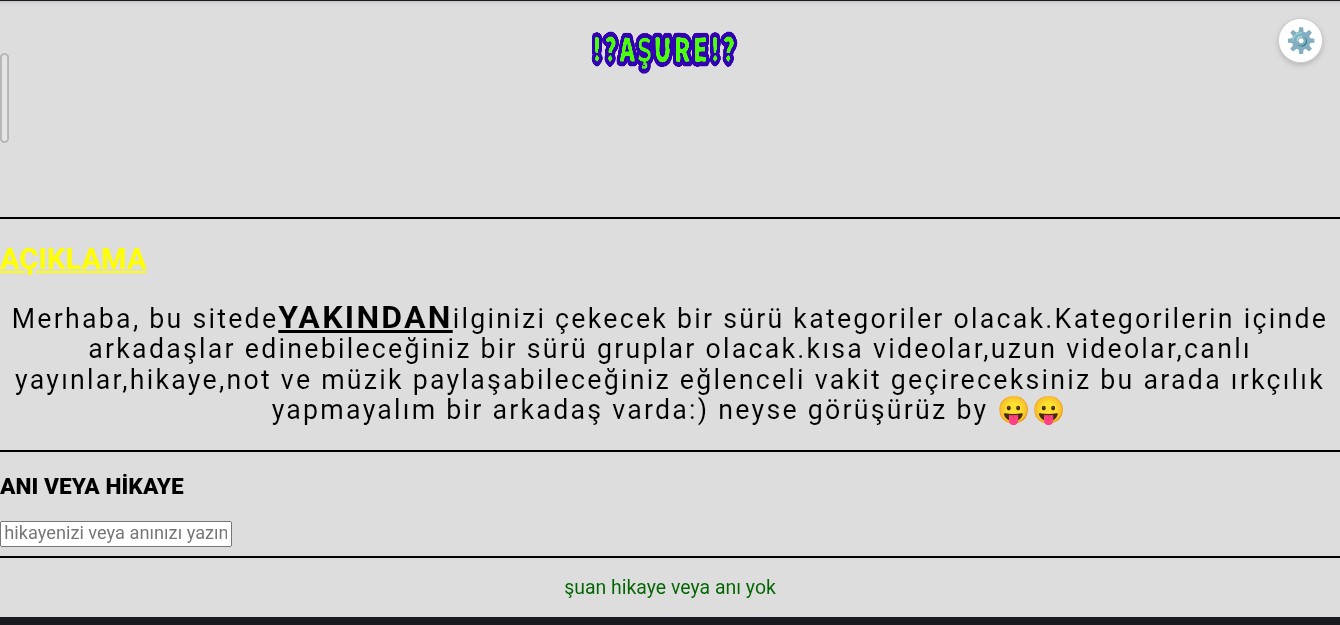 !?AŞURE!?
AÇIKLAMA
Merhaba, bu sitedeYAKINDANilginizi çekecek bir sürü kategoriler olacak.Kategorilerin içinde
arkadaşlar edinebileceğiniz bir sürü gruplar olacak.kısa videolar,uzun videolar,canlı
yayınlar,hikaye,not ve müzik paylaşabileceğiniz eğlenceli vakit geçireceksiniz bu arada ırkçılık
yapmayalım bir arkadaş varda:) neyse görüşürüz by 😛😛
ANI VEYA HİKAYE
hikayenizi veya anınızı yazın
şuan hikaye veya anı yok